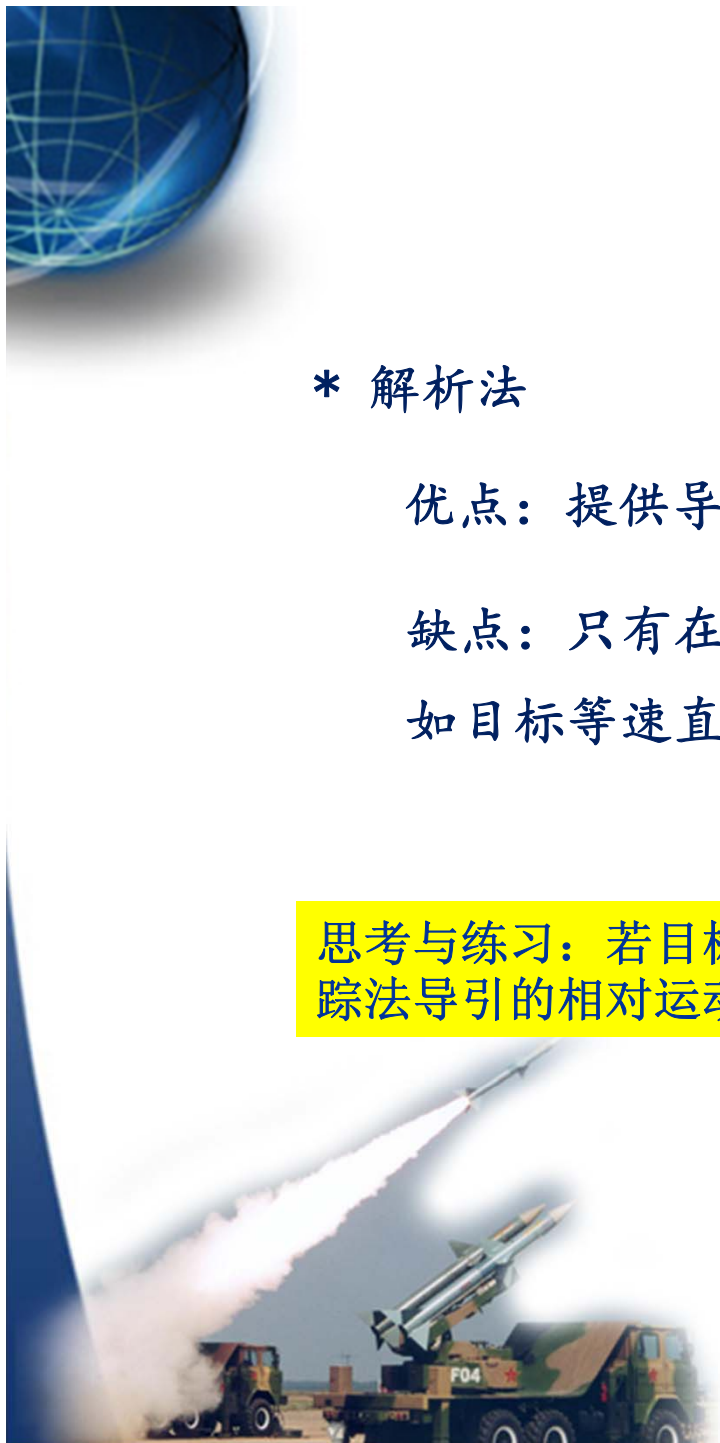 * 解析法
优点：提供导
缺点：只有在
如目标等速直
思考与练习：若目标
踪法导引的相对运动
F04